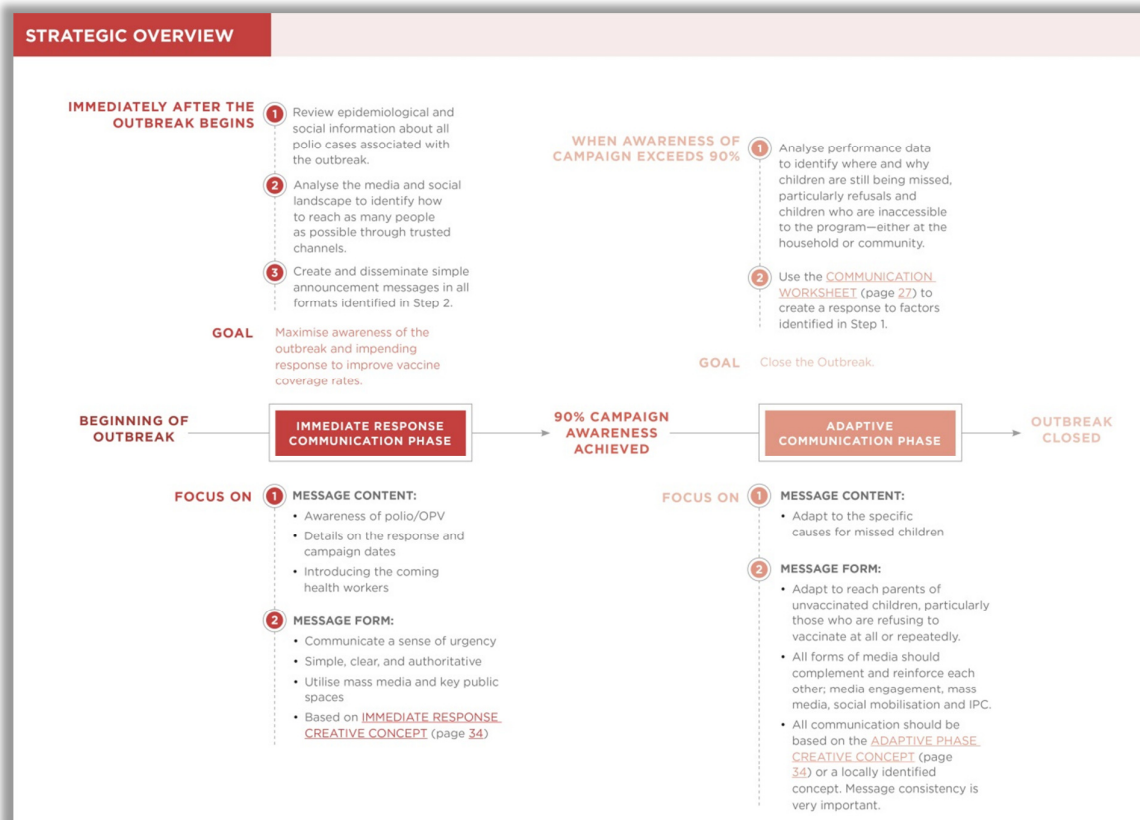 STRATEGIC OVERVIEW
IMMEDIATELY AFTER THE
OUTBREAK BEGINS
1
Review epidemiological and
social information about all
polio cases associated with
the outbreak.
2
Analyse the media and social
landscape to identify how
to reach as many people
as possible through trusted
channels.
3
Create and disseminate simple
announcement messages in all
formats identified in Step 2.
GOAL
Maximise awareness of the
outbreak and impending
response to improve vaccine
coverage rates.
WHEN AWARENESS OF
CAMPAIGN EXCEEDS 90%
1
Analyse performance data
to identify where and why
children are still being missed,
particularly refusals and
children who are inaccessible
to the program—either at the
household or community.
2
Use the COMMUNICATION
WORKSHEET (page 27) to
create a response to factors
identified in Step 1.
GOAL
Close the Outbreak.
BEGINNING OF
OUTBREAK
IMMEDIATE RESPONSE
COMMUNICATION PHASE
90% CAMPAIGN
AWARENESS
ACHIEVED
ADAPTIVE
COMMUNICATION PHASE
OUTBREAK
CLOSED
FOCUS ON
1
MESSAGE CONTENT:
• Awareness of polio/OPV
• Details on the response and
campaign dates
• Introducing the coming
health workers
2
MESSAGE FORM:
• Communicate a sense of urgency
• Simple, clear, and authoritative
• Utilise mass media and key public
spaces
• Based on IMMEDIATE RESPONSE
CREATIVE CONCEPT (page 34)
FOCUS ON
1
MESSAGE CONTENT:
• Adapt to the specific
causes for missed children
2
MESSAGE FORM:
• Adapt to reach parents of
unvaccinated children, particularly
those who are refusing to
vaccinate at all or repeatedly.
• All forms of media should
complement and reinforce each
other; media engagement, mass
media, social mobilisation and IPC.
• All communication should be
based on the ADAPTIVE PHASE
CREATIVE CONCEPT (page
34) or a locally identified
concept. Message consistency is
very important.